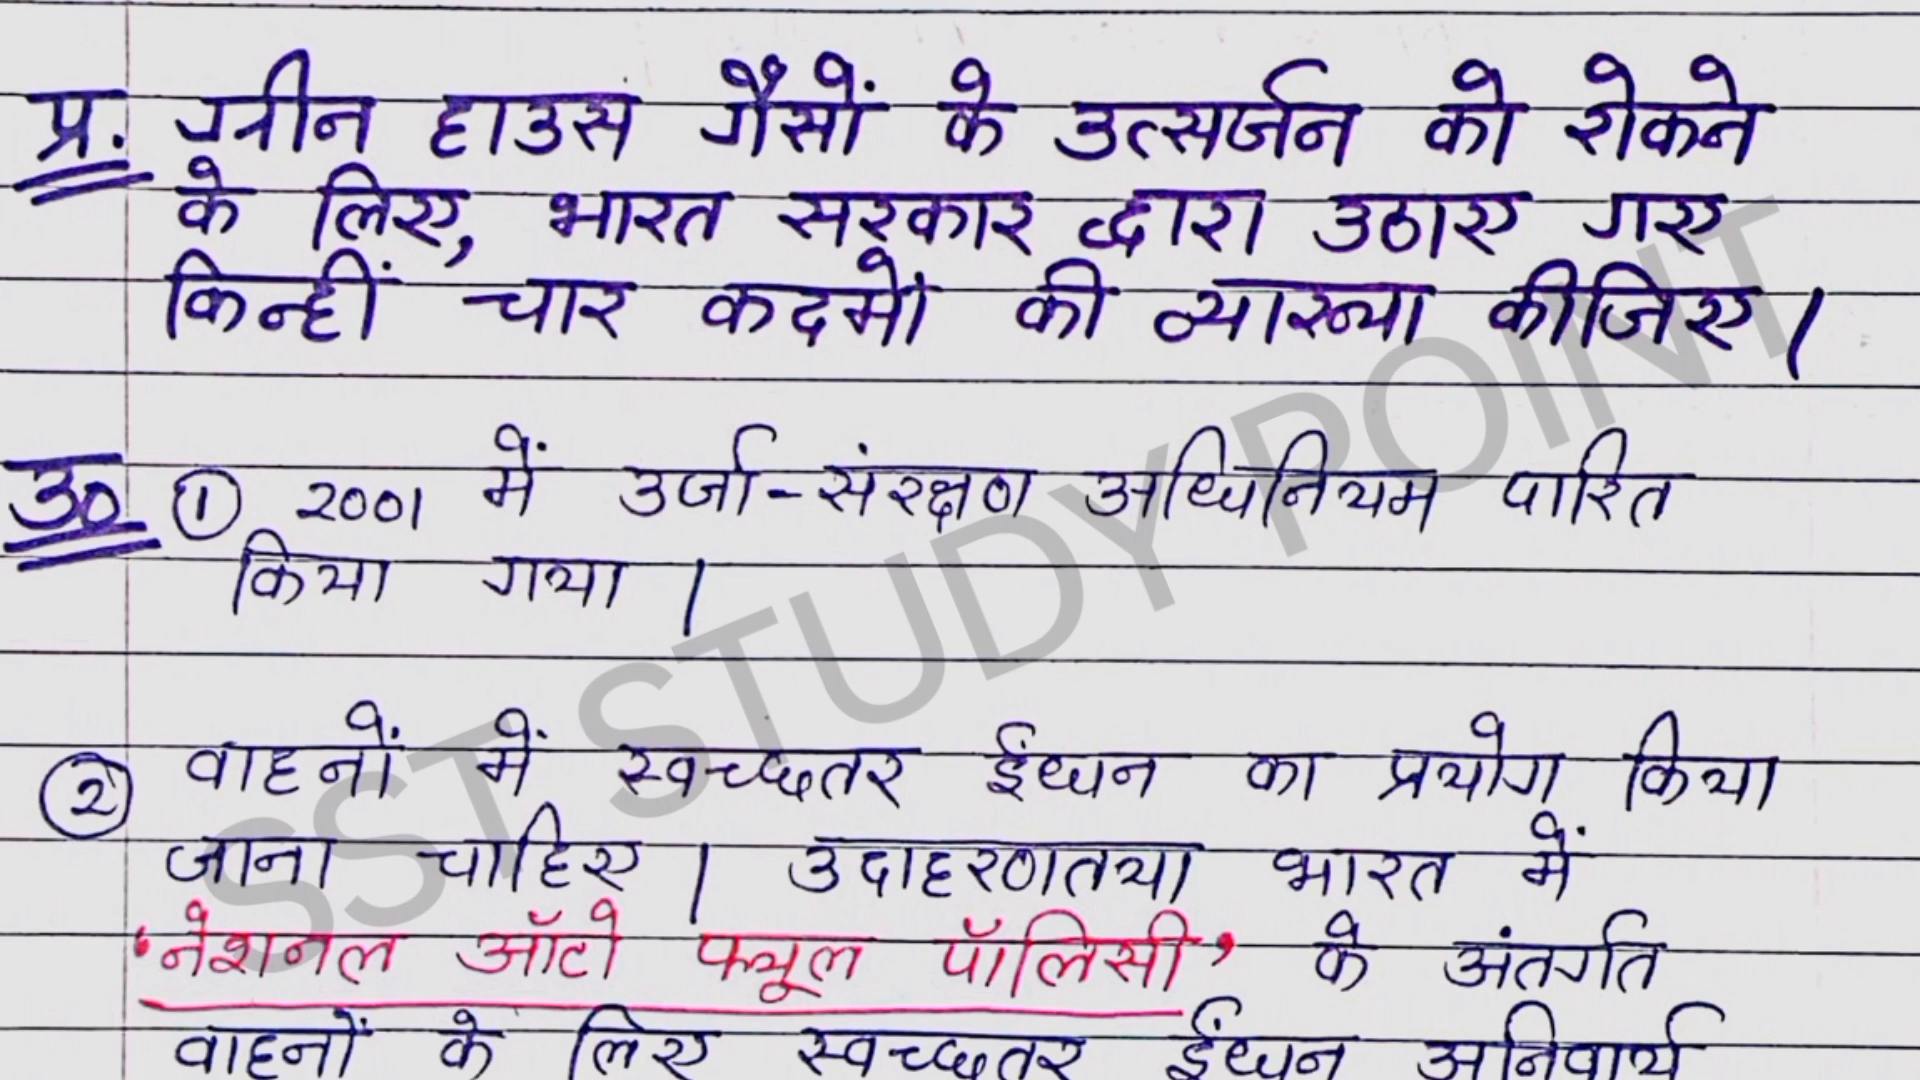 प्र. ग्रीन हाउस गैसों के उत्सर्जन को रोकने
के लिए, भारत सरकार द्वारा उठाए गए
किन्हीं चार कदमों की व्याख्या कीजिए।
उ० ① 2001 में उर्जा-संरक्षण अधिनियम पारित
किया गया।
② वाहनों में स्वच्छतर ईंधन का प्रयोग किया
जाना चाहिए। उदाहरणतया भारत में
'नेशनल ऑटो फ्यूल पॉलिसी' के अंतर्गत
वाहनों के लिए स्वच्छतर ईंधन अनिवार्य
SST STUDY POINT